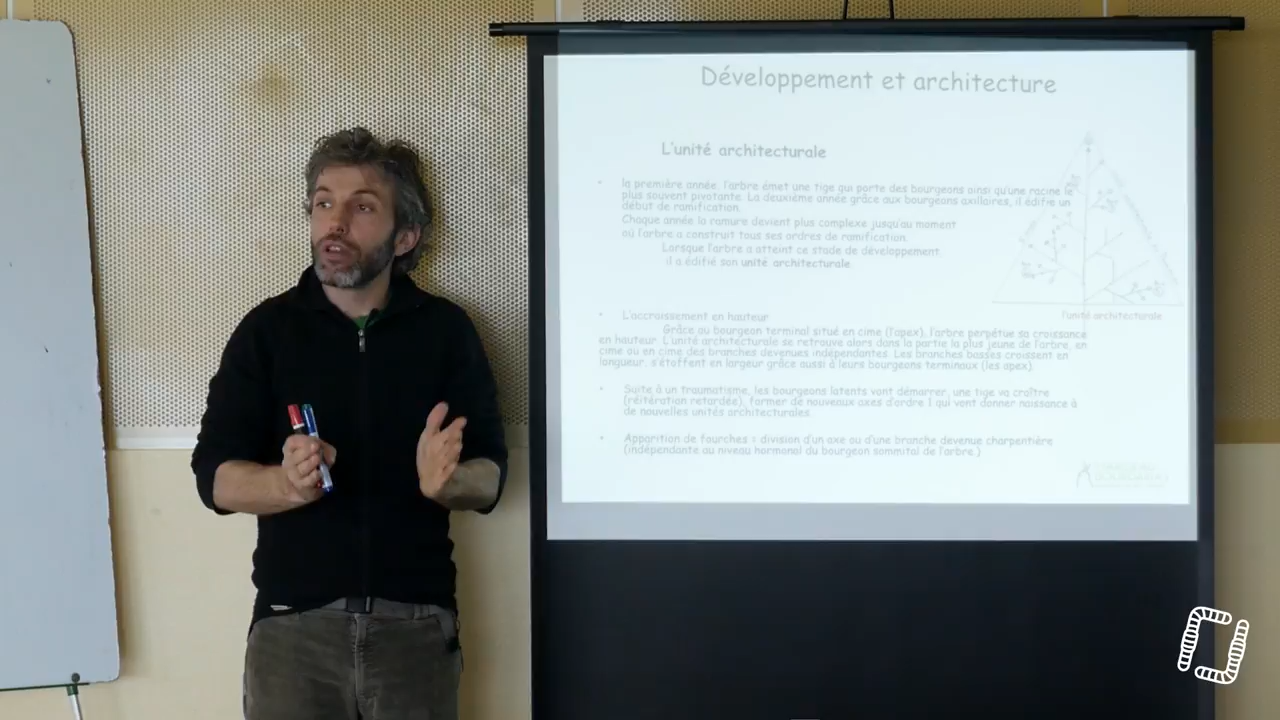 Développement et architecture
L'unité architecturale
• la première année, l'arbre émet une tige qui porte des bourgeons ainsi qu'une racine le
plus souvent pivotante. La deuxième année grâce aux bourgeons axillaires, il édifie un
début de ramification.
Chaque année la ramure devient plus complexe jusqu'au moment
où l'arbre a construit tous ses ordres de ramification.
Lorsque l'arbre a atteint ce stade de développement
il a édifié son unité architecturale
l'unité architecturale
• L'accroissement en hauteur
Grâce au bourgeon terminal situé en cime (l'apex), l'arbre perpétue sa croissance
en hauteur. L'unité architecturale se retrouve alors dans la partie la plus jeune de l'arbre, en
cime ou en cime des branches devenues indépendantes. Les branches basses croissent en
longueur, s'étoffent en largeur grâce aussi à leurs bourgeons terminaux (les apex).
• Suite à un traumatisme, les bourgeons latents vont démarrer, une tige va croître
(réitération retardée), former de nouveaux axes d'ordre 1 qui vont donner naissance à
de nouvelles unités architecturales.
• Apparition de fourches = division d'un axe ou d'une branche devenue charpentière
(indépendante au niveau hormonal du bourgeon sommital de l'arbre.)